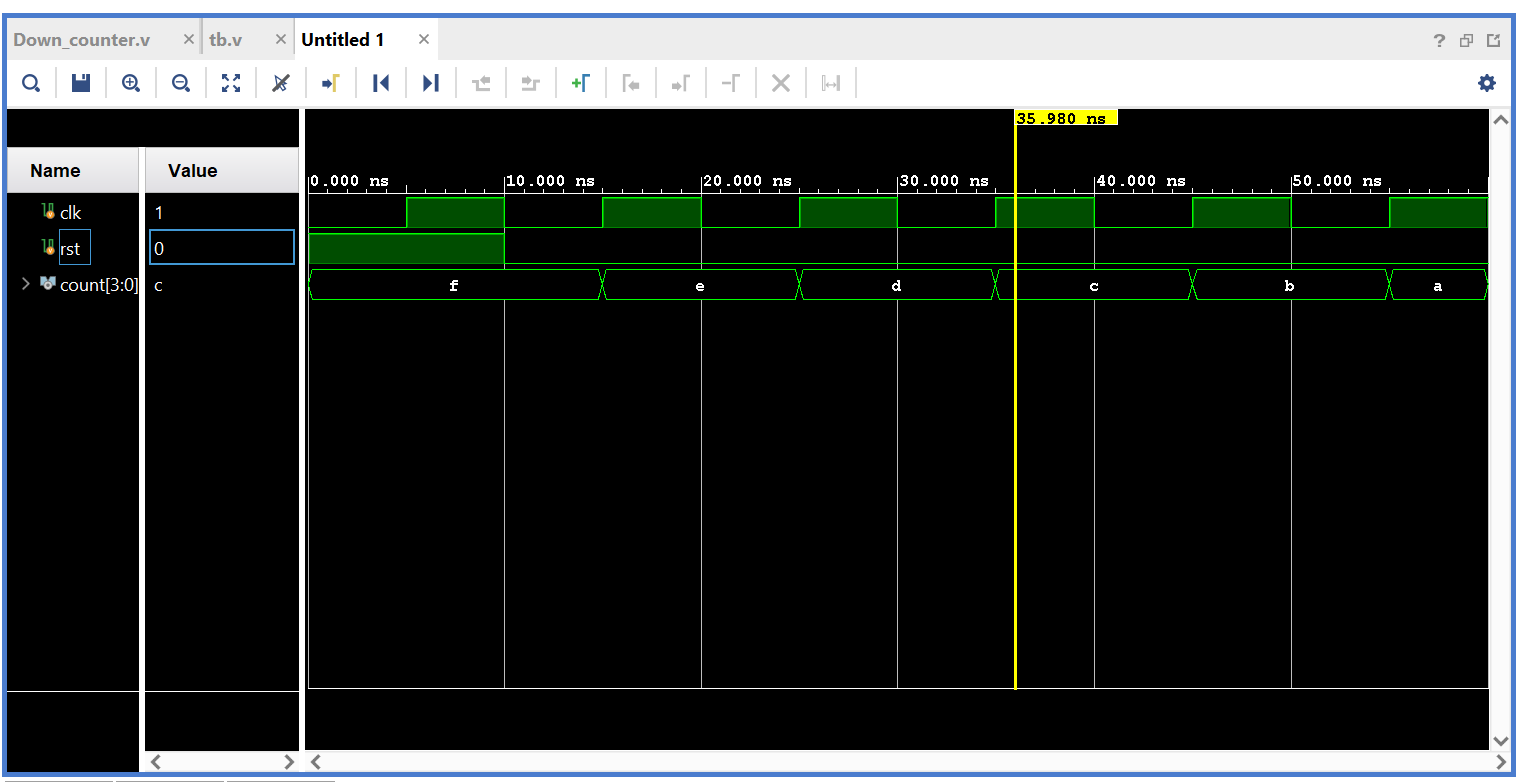 Down_counter.v × tb.v × Untitled 1 ×
?
35.980 ns
Name Value
0.000 ns 10.000 ns 20.000 ns 30.000 ns 40.000 ns 50.000 ns
clk 1
rst 0
count[3:0] c f e d c b a